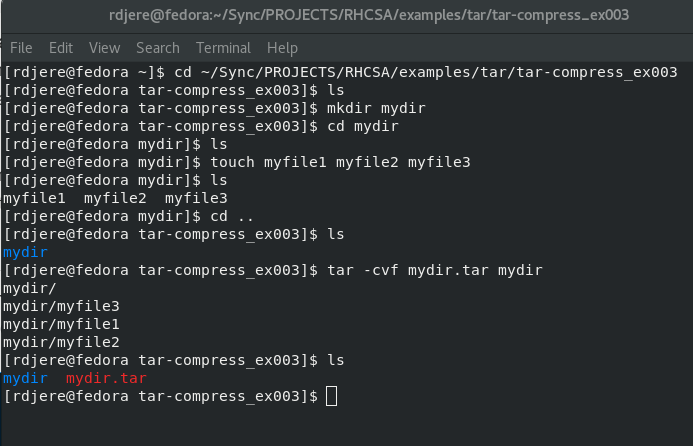 rdjere@fedora:~/Sync/PROJECTS/RHCSA/examples/tar/tar-compress_ex003
File Edit View Search Terminal Help
[rdjere@fedora ~]$ cd ~/Sync/PROJECTS/RHCSA/examples/tar/tar-compress_ex003
[rdjere@fedora tar-compress_ex003]$ ls
[rdjere@fedora tar-compress_ex003]$ mkdir mydir
[rdjere@fedora tar-compress_ex003]$ cd mydir
[rdjere@fedora mydir]$ ls
[rdjere@fedora mydir]$ touch myfile1 myfile2 myfile3
[rdjere@fedora mydir]$ ls
myfile1  myfile2  myfile3
[rdjere@fedora mydir]$ cd ..
[rdjere@fedora tar-compress_ex003]$ ls
mydir
[rdjere@fedora tar-compress_ex003]$ tar -cvf mydir.tar mydir
mydir/
mydir/myfile3
mydir/myfile1
mydir/myfile2
[rdjere@fedora tar-compress_ex003]$ ls
mydir  mydir.tar
[rdjere@fedora tar-compress_ex003]$